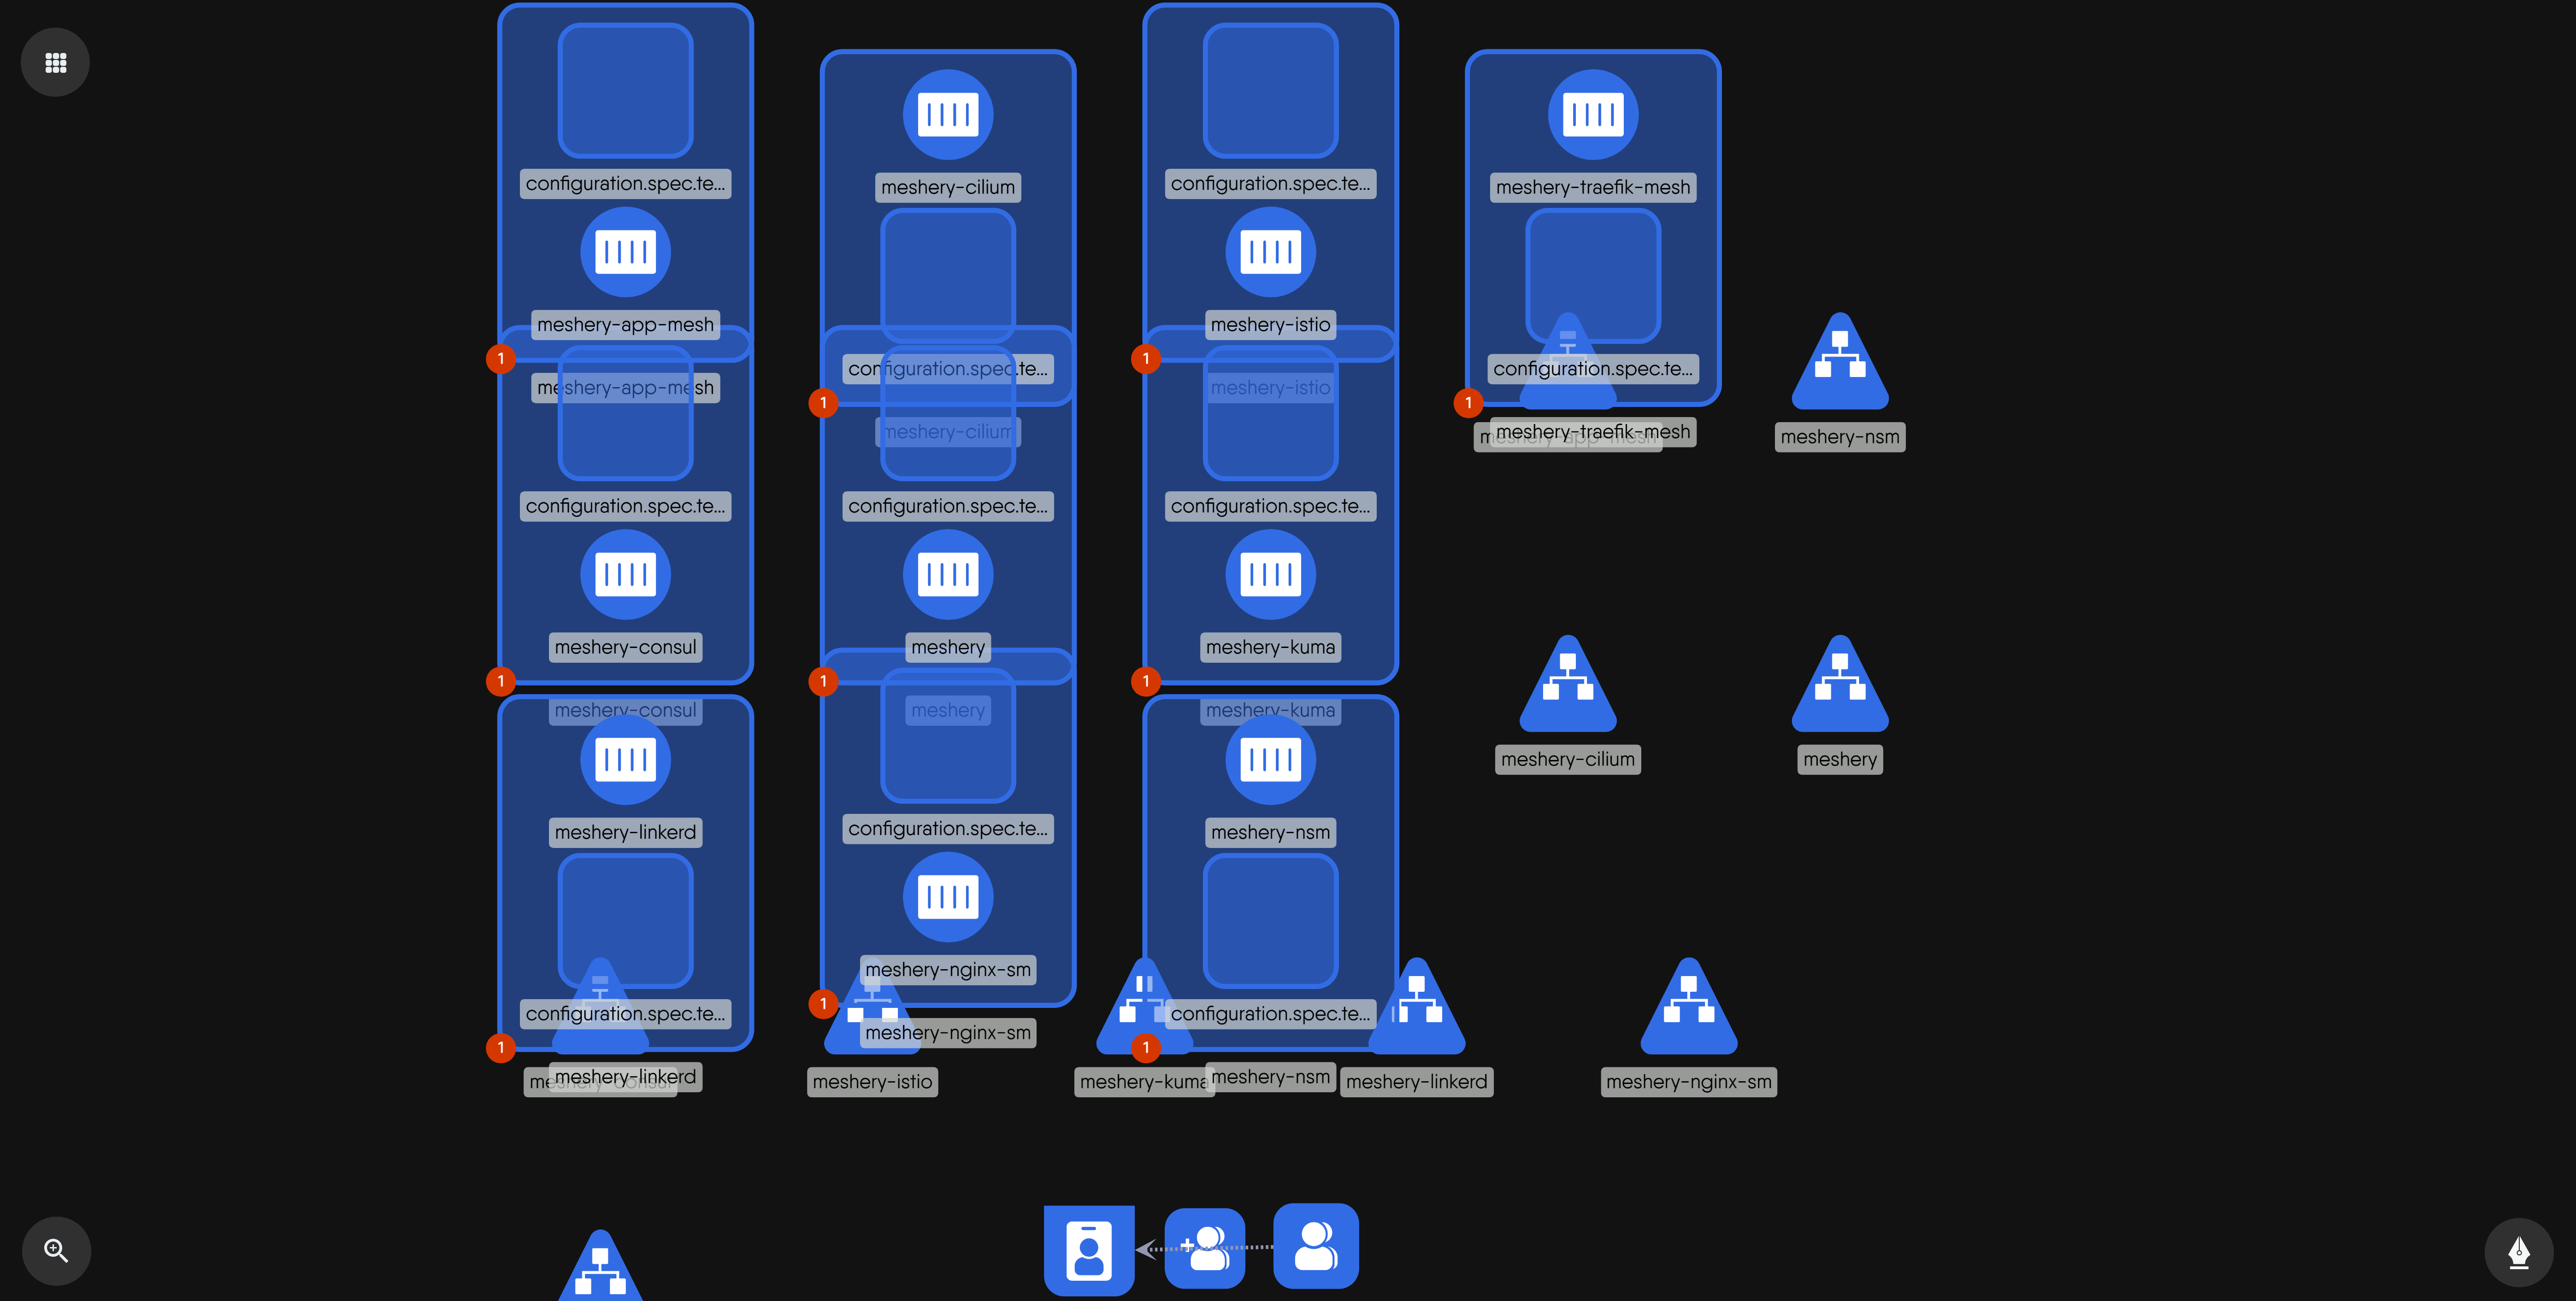 configuration.spec.te...
configuration.spec.te...
meshery-cilium
meshery-traefik-mesh
meshery-app-mesh
meshery-istio
1
1
configuration.spec.te...
configuration.spec.te...
meshery-app-mesh
meshery-istio
1
1
meshery-cilium
meshery-app-mesh
meshery-traefik-mesh
meshery-nsm
configuration.spec.te...
configuration.spec.te...
configuration.spec.te...
meshery-consul
meshery
meshery-kuma
1
1
1
meshery-consul
meshery
meshery-kuma
meshery-cilium
meshery
meshery-linkerd
configuration.spec.te...
meshery-nsm
meshery-nginx-sm
1
configuration.spec.te...
configuration.spec.te...
meshery-nginx-sm
1
1
meshery-consul
meshery-linkerd
meshery-istio
meshery-kuma
meshery-nsm
meshery-linkerd
meshery-nginx-sm